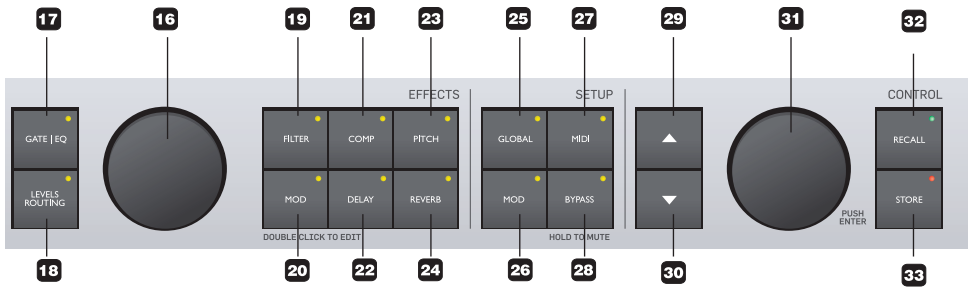 17 16 19 21 23 25 27 29 31 32
EFFECTS SETUP CONTROL
GATE | EQ FILTER COMP PITCH GLOBAL MIDI RECALL
LEVELS
ROUTING
MOD DELAY REVERB MOD BYPASS STORE
PUSH
ENTER
DOUBLE CLICK TO EDIT HOLD TO MUTE
18 20 22 24 26 28 30 33